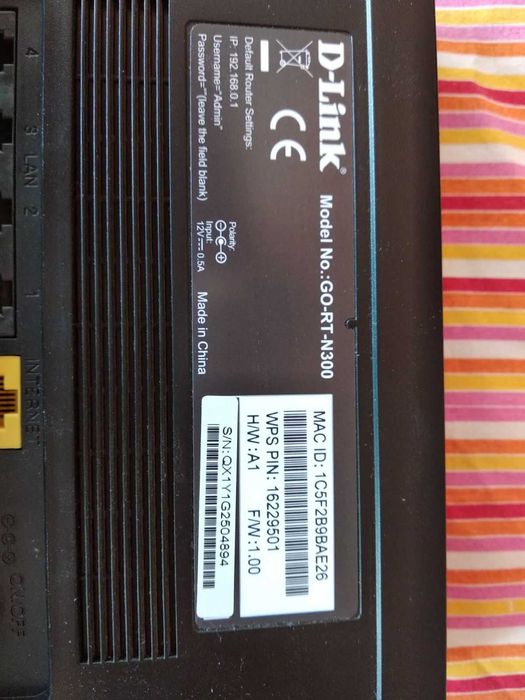 D-Link®
Model No.:GO-RT-N300
CE
Default Router Settings:
IP: 192.168.0.1
Username="Admin"
Password=""(leave the field blank)
Polarity:
Input:
12V⎓0.5A
Made in China
MAC ID: 1C5F2B9BAE26
WPS PIN: 16229501
H/W:A1 F/W:1.00
S/N:QX1Y1G2504894
4
3
LAN
2
1
INTERNET
ON/OFF